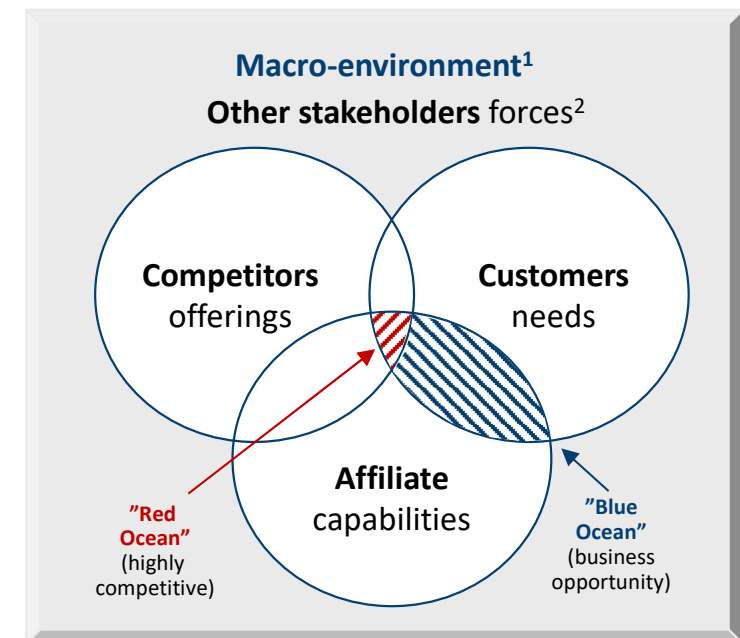 Macro-environment¹
Other stakeholders forces²
Competitors
offerings
Customers
needs
Affiliate
capabilities
”Red
Ocean”
(highly
competitive)
”Blue
Ocean”
(business
opportunity)